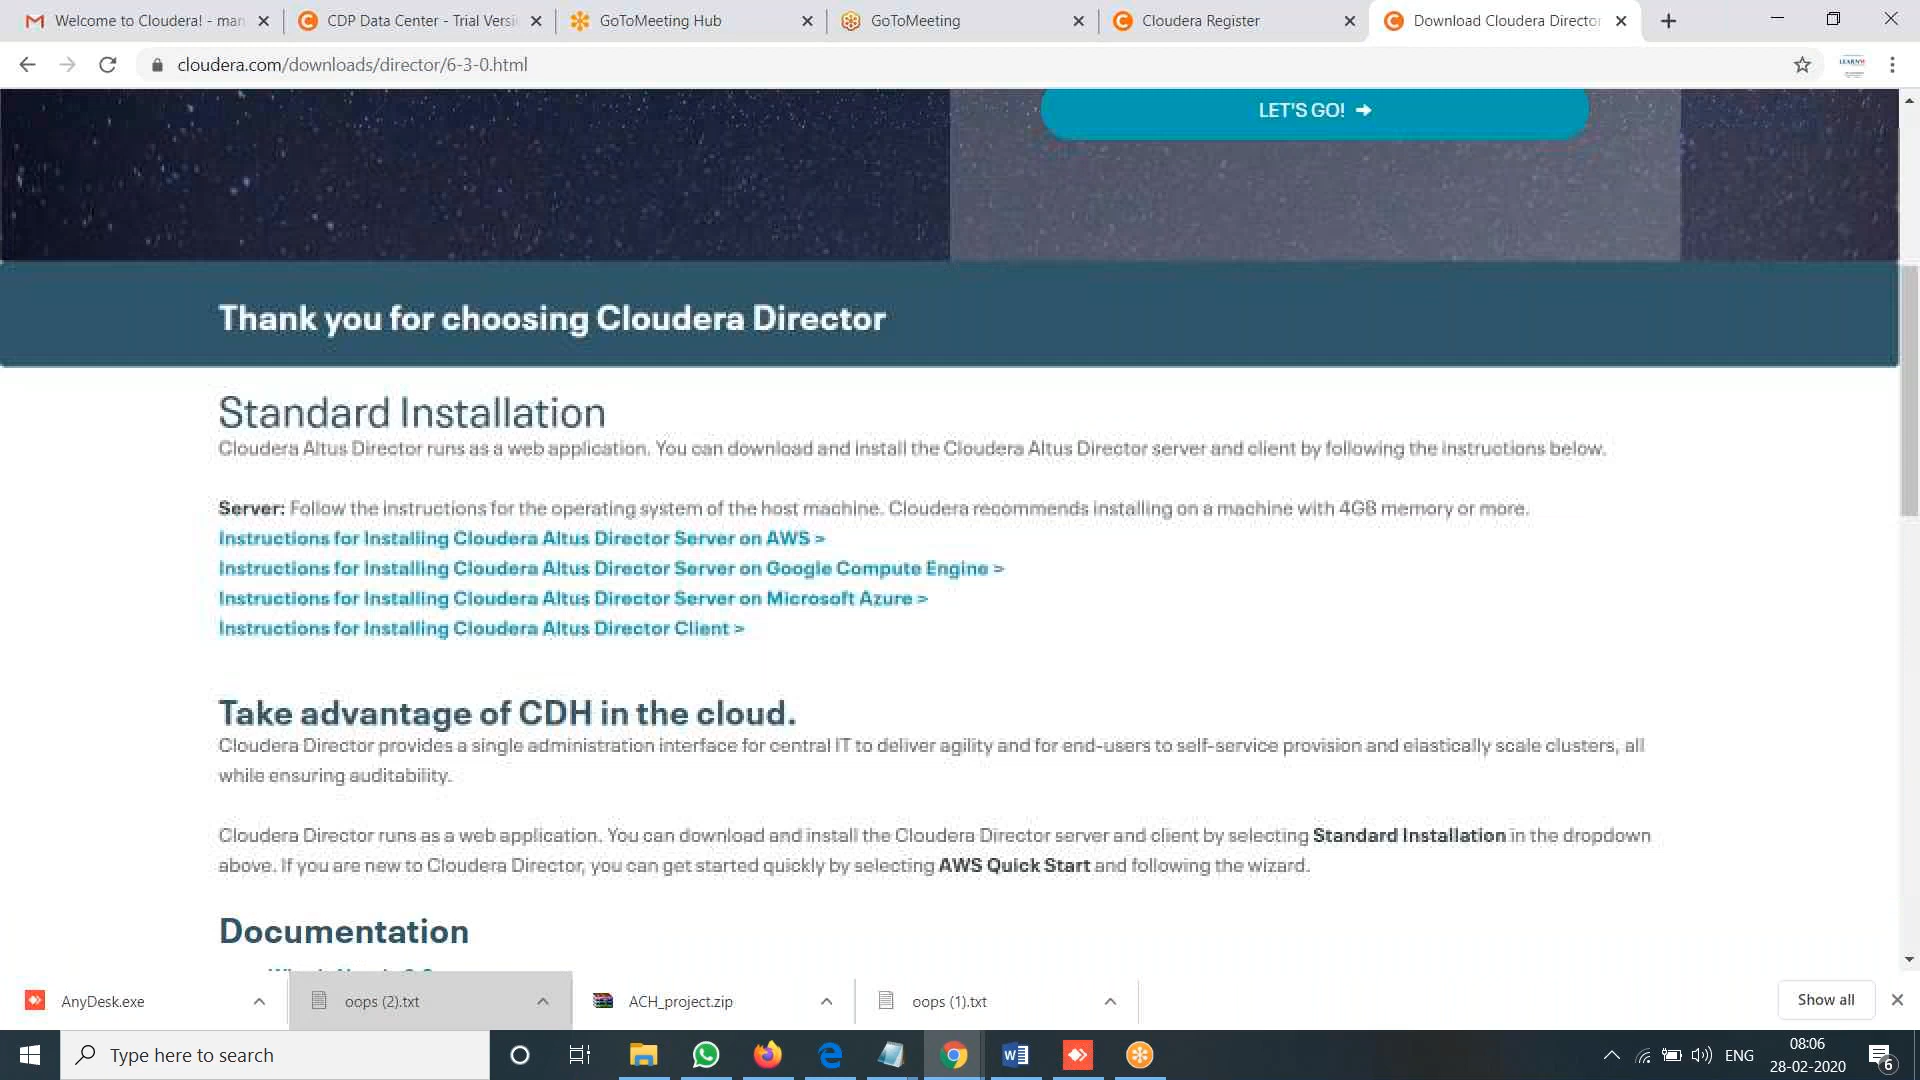 Welcome to Cloudera! - man
CDP Data Center - Trial Versi
GoToMeeting Hub
GoToMeeting
Cloudera Register
Download Cloudera Director
cloudera.com/downloads/director/6-3-0.html
LET'S GO!
Thank you for choosing Cloudera Director
Standard Installation
Cloudera Altus Director runs as a web application. You can download and install the Cloudera Altus Director server and client by following the instructions below.
Server: Follow the instructions for the operating system of the host machine. Cloudera recommends installing on a machine with 4GB memory or more.
Instructions for Installing Cloudera Altus Director Server on AWS >
Instructions for Installing Cloudera Altus Director Server on Google Compute Engine >
Instructions for Installing Cloudera Altus Director Server on Microsoft Azure >
Instructions for Installing Cloudera Altus Director Client >
Take advantage of CDH in the cloud.
Cloudera Director provides a single administration interface for central IT to deliver agility and for end-users to self-service provision and elastically scale clusters, all
while ensuring auditability.
Cloudera Director runs as a web application. You can download and install the Cloudera Director server and client by selecting Standard Installation in the dropdown
above. If you are new to Cloudera Director, you can get started quickly by selecting AWS Quick Start and following the wizard.
Documentation
AnyDesk.exe
oops (2).txt
ACH_project.zip
oops (1).txt
Show all
Type here to search
ENG
08:06
28-02-2020
6